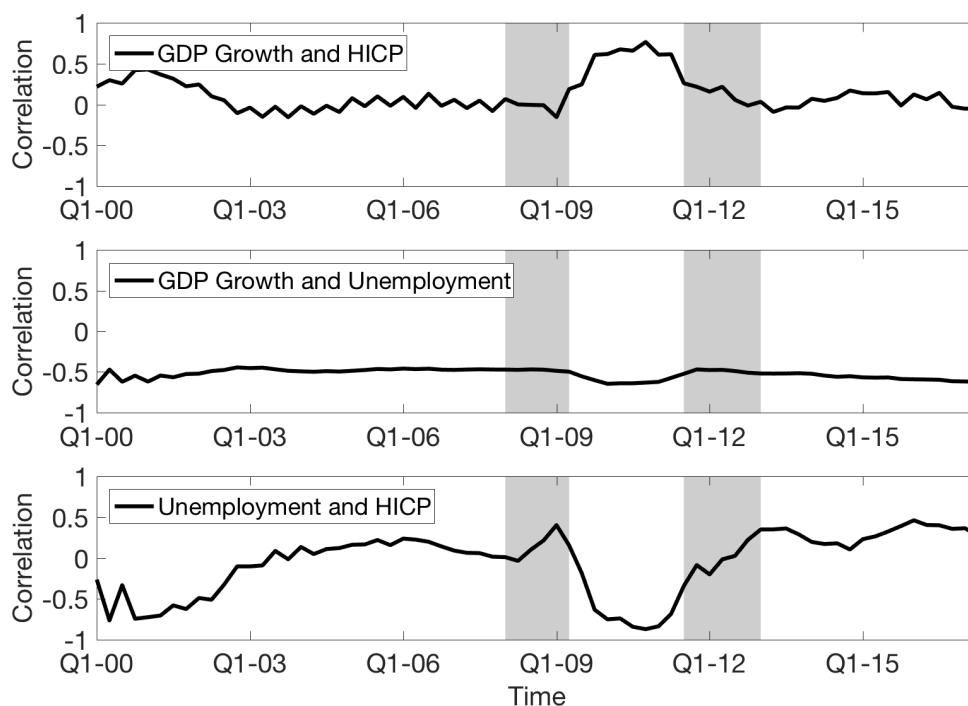 1
GDP Growth and HICP
0.5
0
-0.5
-1
Correlation
Q1-00 Q1-03 Q1-06 Q1-09 Q1-12 Q1-15
1
GDP Growth and Unemployment
0.5
0
-0.5
-1
Correlation
Q1-00 Q1-03 Q1-06 Q1-09 Q1-12 Q1-15
1
Unemployment and HICP
0.5
0
-0.5
-1
Correlation
Q1-00 Q1-03 Q1-06 Q1-09 Q1-12 Q1-15
Time